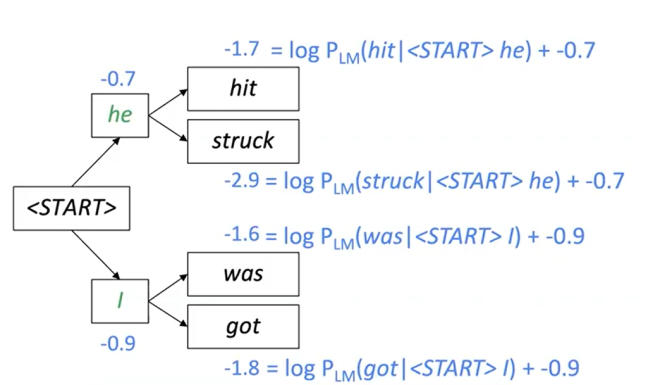 -1.7 = log P_LM(hit|<START> he) + -0.7
-0.7
hit
he
struck
-2.9 = log P_LM(struck|<START> he) + -0.7
<START>
-1.6 = log P_LM(was|<START> I) + -0.9
was
I
got
-0.9
-1.8 = log P_LM(got|<START> I) + -0.9